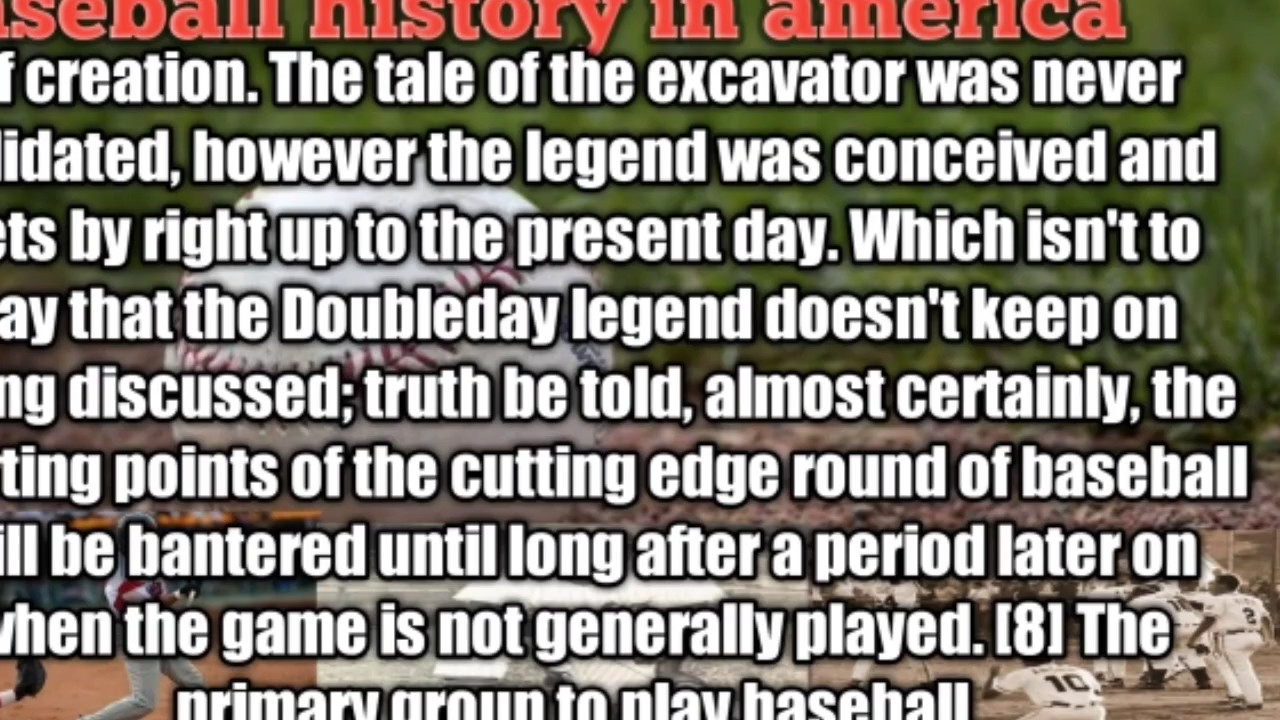 aseball history in america
f creation. The tale of the excavator was never
lidated, however the legend was conceived and
ts by right up to the present day. Which isn't to
ay that the Doubleday legend doesn't keep on
ng discussed; truth be told, almost certainly, the
ting points of the cutting edge round of baseball
ill be bantered until long after a period later on
when the game is not generally played. [8] The
primary group to play baseball
10
2